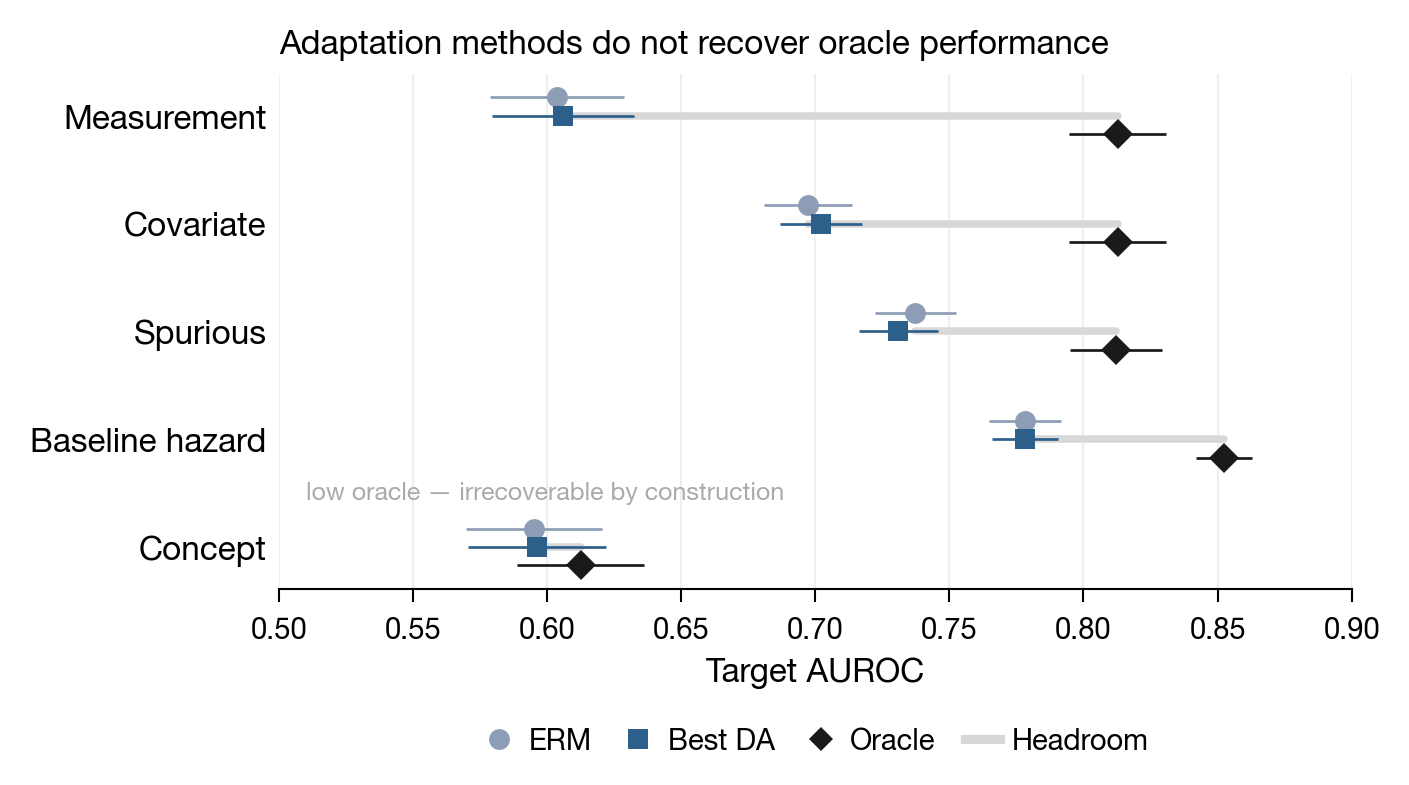 Adaptation methods do not recover oracle performance
Measurement
Covariate
Spurious
Baseline hazard
low oracle — irrecoverable by construction
Concept
0.50 0.55 0.60 0.65 0.70 0.75 0.80 0.85 0.90
Target AUROC
ERM Best DA Oracle Headroom